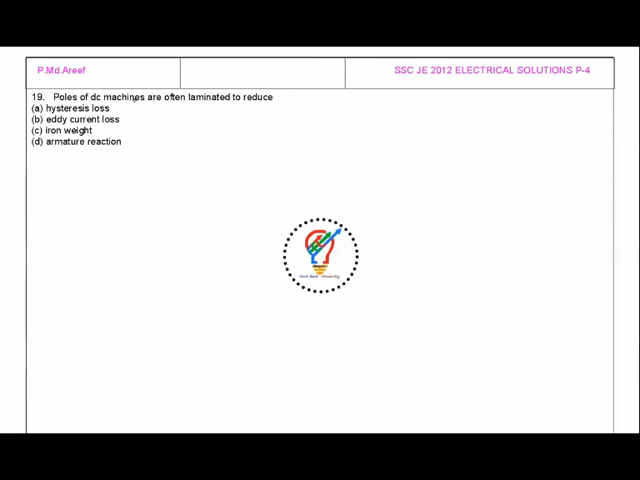 P.Md.Areef
SSC JE 2012 ELECTRICAL SOLUTIONS P-4
19. Poles of dc machines are often laminated to reduce
(a) hysteresis loss
(b) eddy current loss
(c) iron weight
(d) armature reaction